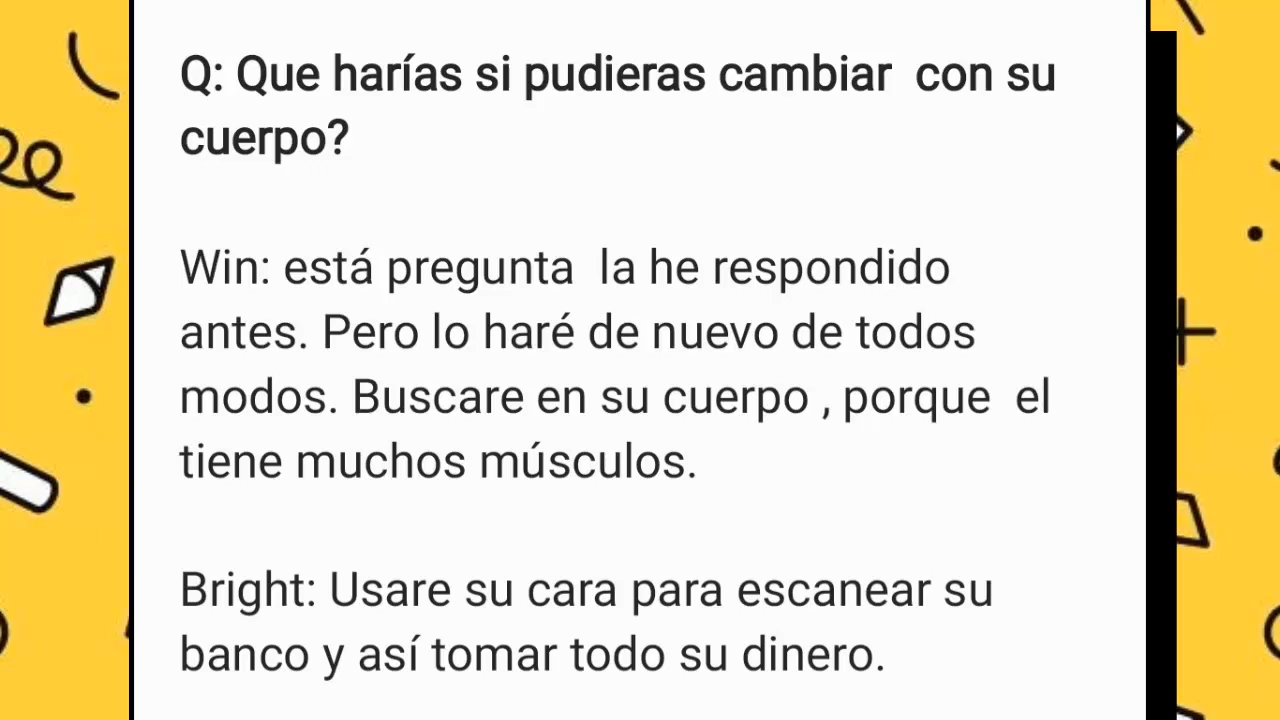 Q: Que harías si pudieras cambiar  con su
cuerpo?
Win: está pregunta  la he respondido
antes. Pero lo haré de nuevo de todos
modos. Buscare en su cuerpo , porque  el
tiene muchos músculos.
Bright: Usare su cara para escanear su
banco y así tomar todo su dinero.